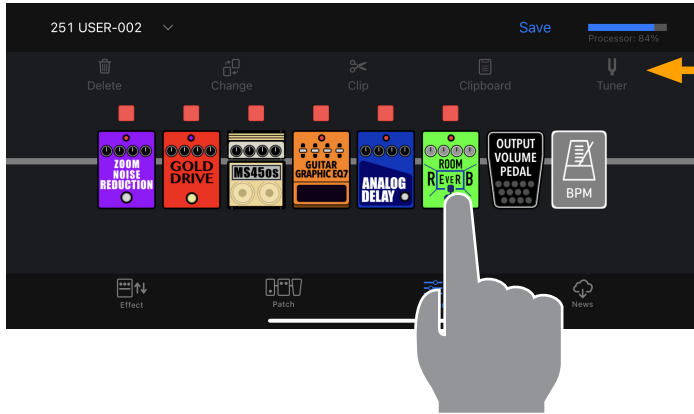 251 USER-002
Save
Processor: 84%
Delete
Change
Clip
Clipboard
Tuner
ZOOM
NOISE
REDUCTION
GOLD
DRIVE
MS45os
GUITAR
GRAPHIC EQ7
ANALOG
DELAY
ROOM
REVERB
OUTPUT
VOLUME
PEDAL
BPM
Effect
Patch
News